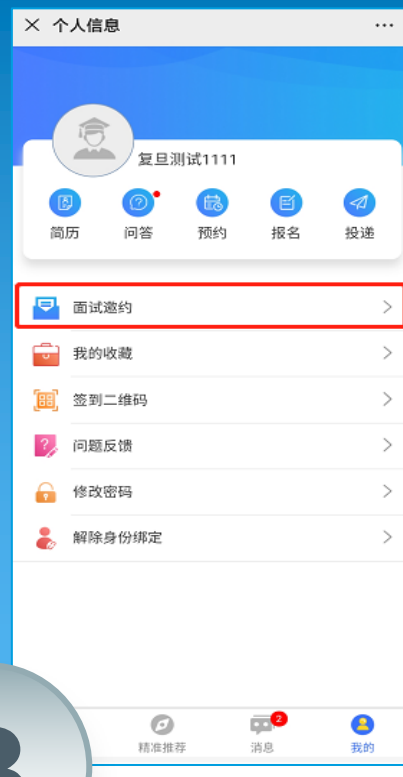 个人信息
复旦测试1111
简历 问答 预约 报名 投递
面试邀约
我的收藏
签到二维码
问题反馈
修改密码
解除身份绑定
2
精准推荐 消息 我的